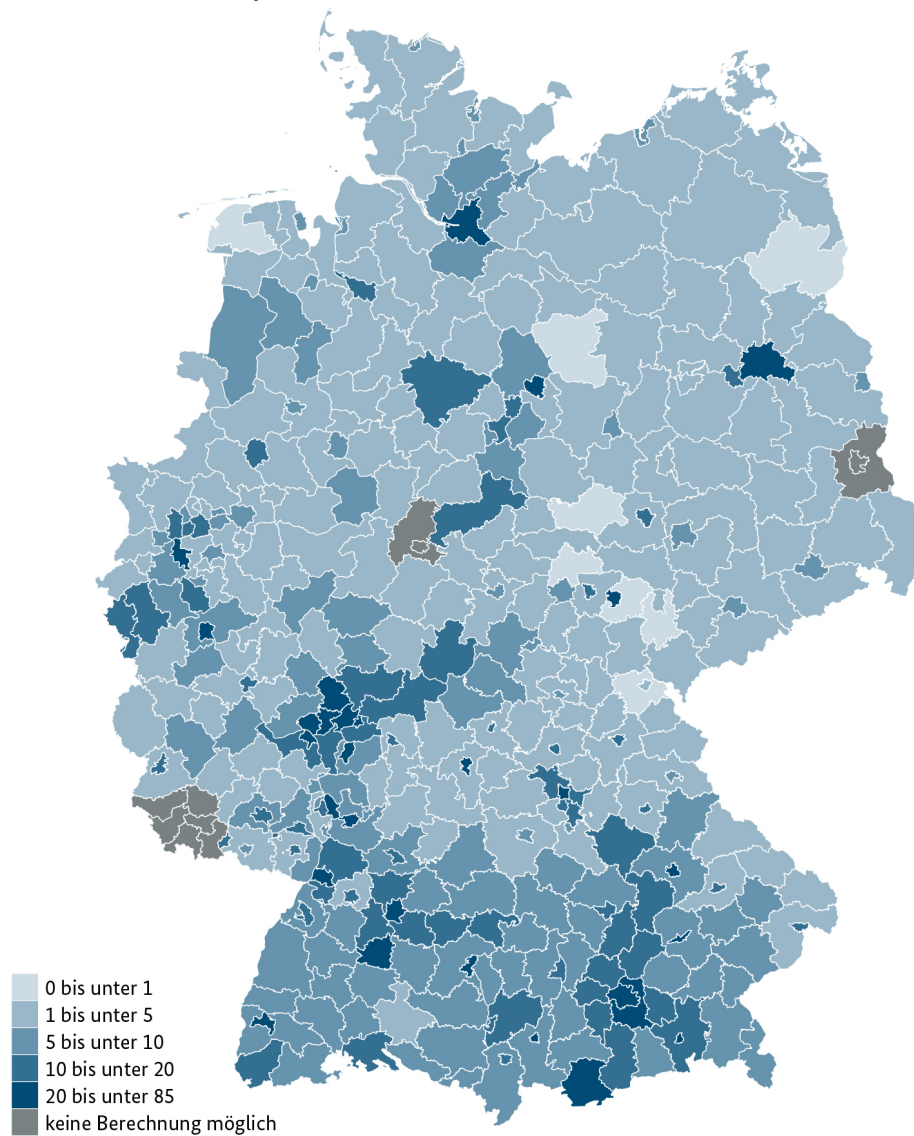 0 bis unter 1
1 bis unter 5
5 bis unter 10
10 bis unter 20
20 bis unter 85
keine Berechnung möglich